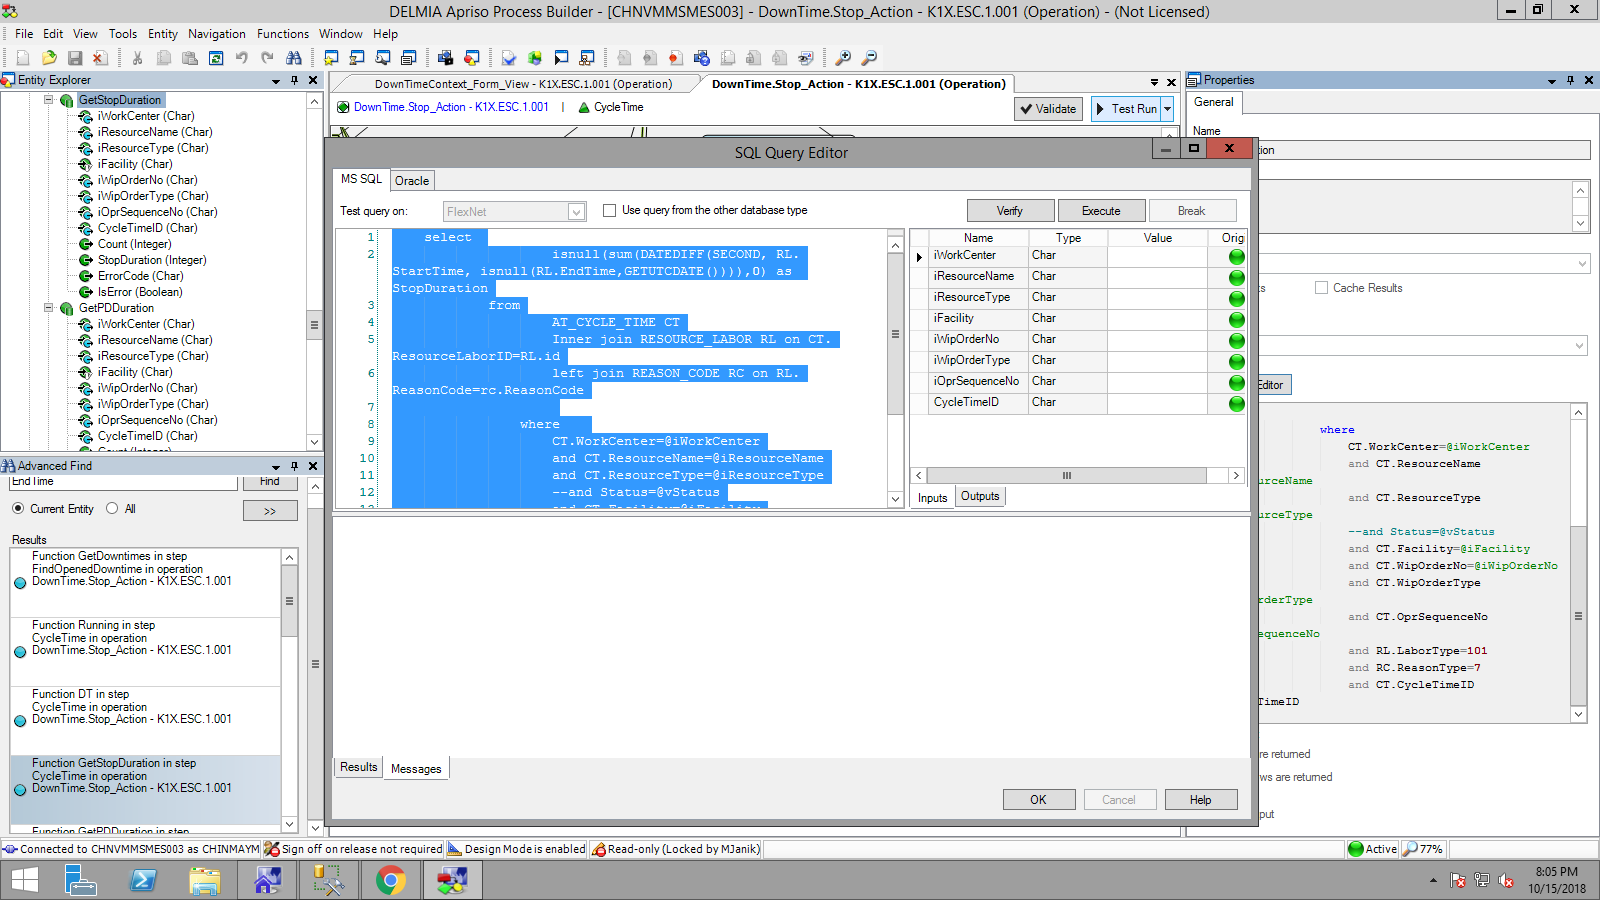 DELMIA Apriso Process Builder - [CHNVMMSMES003] - DownTime.Stop_Action - K1X.ESC.1.001 (Operation) - (Not Licensed)
File Edit View Tools Entity Navigation Functions Window Help
Entity Explorer
GetStopDuration
iWorkCenter (Char)
iResourceName (Char)
iResourceType (Char)
iFacility (Char)
iWipOrderNo (Char)
iWipOrderType (Char)
iOprSequenceNo (Char)
CycleTimeID (Char)
Count (Integer)
StopDuration (Integer)
ErrorCode (Char)
IsError (Boolean)
GetPDDuration
iWorkCenter (Char)
iResourceName (Char)
iResourceType (Char)
iFacility (Char)
iWipOrderNo (Char)
iWipOrderType (Char)
iOprSequenceNo (Char)
CycleTimeID (Char)
Count (Integer)
Advanced Find
EndTime Find
Current Entity All >>
Results
Function GetDowntimes in step
FindOpenedDowntime in operation
DownTime.Stop_Action - K1X.ESC.1.001
Function Running in step
CycleTime in operation
DownTime.Stop_Action - K1X.ESC.1.001
Function DT in step
CycleTime in operation
DownTime.Stop_Action - K1X.ESC.1.001
Function GetStopDuration in step
CycleTime in operation
DownTime.Stop_Action - K1X.ESC.1.001
Function GetPDDuration in step
DownTimeContext_Form_View - K1X.ESC.1.001 (Operation) DownTime.Stop_Action - K1X.ESC.1.001 (Operation)
DownTime.Stop_Action - K1X.ESC.1.001 | CycleTime Validate Test Run
SQL Query Editor
MS SQL Oracle
Test query on: FlexNet Use query from the other database type Verify Execute Break
1 select
2 isnull(sum(DATEDIFF(SECOND, RL.
StartTime, isnull(RL.EndTime,GETUTCDATE()))),0) as
StopDuration
3 from
4 AT_CYCLE_TIME CT
5 Inner join RESOURCE_LABOR RL on CT.
ResourceLaborID=RL.id
6 left join REASON_CODE RC on RL.
ReasonCode=rc.ReasonCode
7
8 where
9 CT.WorkCenter=@iWorkCenter
10 and CT.ResourceName=@iResourceName
11 and CT.ResourceType=@iResourceType
12 --and Status=@vStatus
13 and CT.Facility=@iFacility
Name Type Value Origi
iWorkCenter Char
iResourceName Char
iResourceType Char
iFacility Char
iWipOrderNo Char
iWipOrderType Char
iOprSequenceNo Char
CycleTimeID Char
Inputs Outputs
Results Messages
OK Cancel Help
Properties
General
Name
ion
ts Cache Results
Editor
where
CT.WorkCenter=@iWorkCenter
and CT.ResourceName
urceName
and CT.ResourceType
urceType
--and Status=@vStatus
and CT.Facility=@iFacility
and CT.WipOrderNo=@iWipOrderNo
and CT.WipOrderType
rderType
and CT.OprSequenceNo
equenceNo
and RL.LaborType=101
and RC.ReasonType=7
and CT.CycleTimeID
TimeID
are returned
ws are returned
put
Connected to CHNVMMSMES003 as CHINMAYM Sign off on release not required Design Mode is enabled Read-only (Locked by MJanik) Active 77%
8:05 PM
10/15/2018